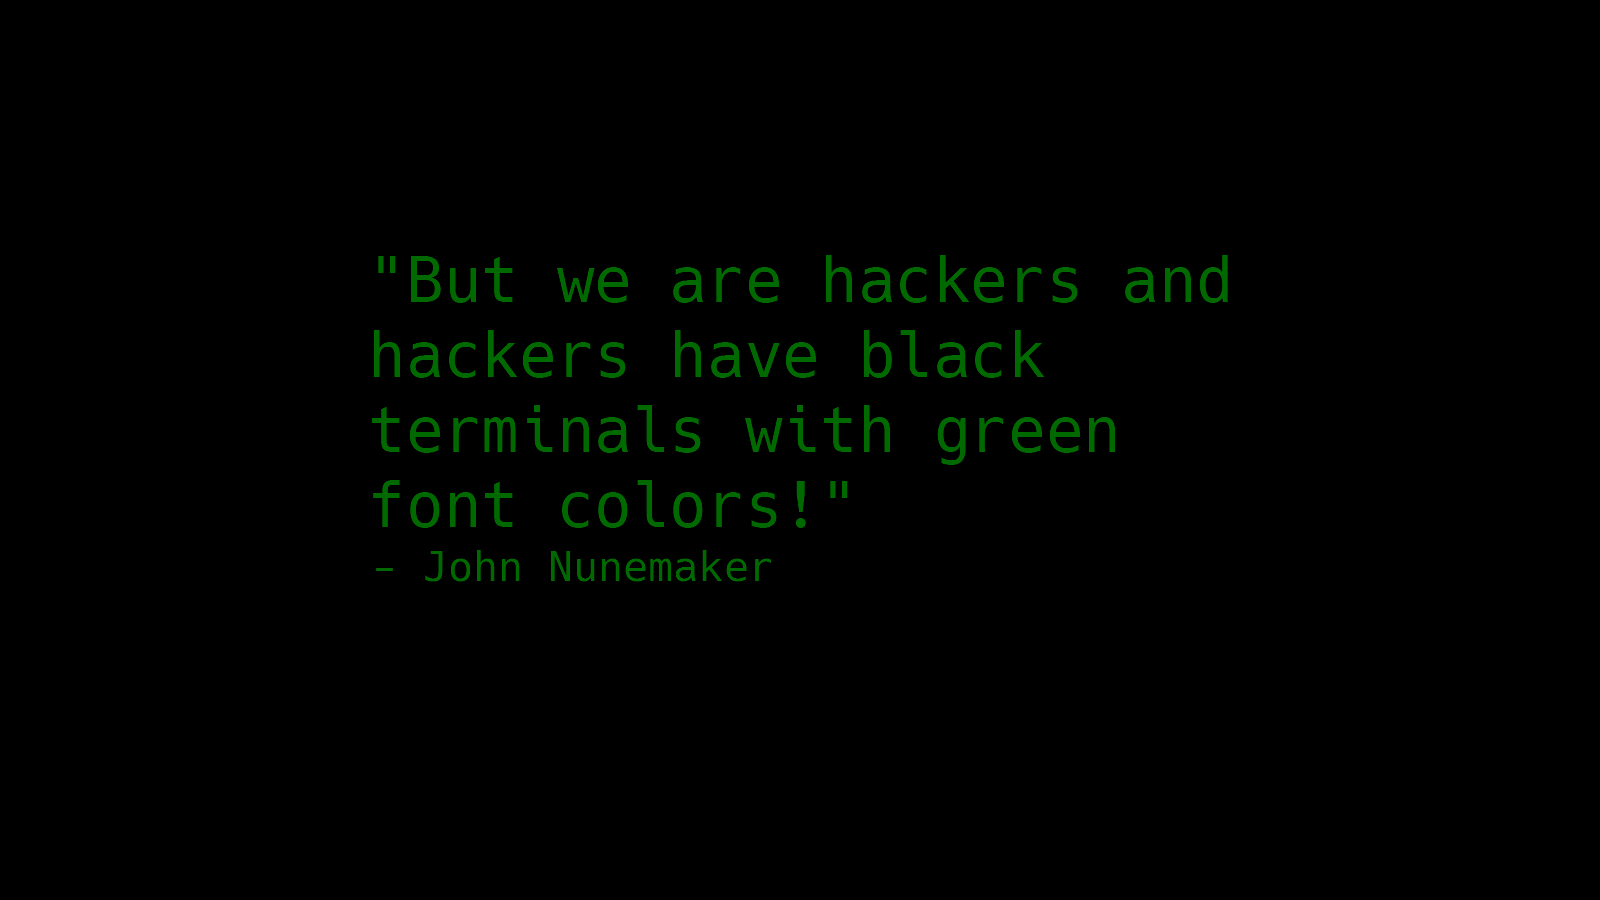 "But we are hackers and
hackers have black
terminals with green
font colors!"
– John Nunemaker